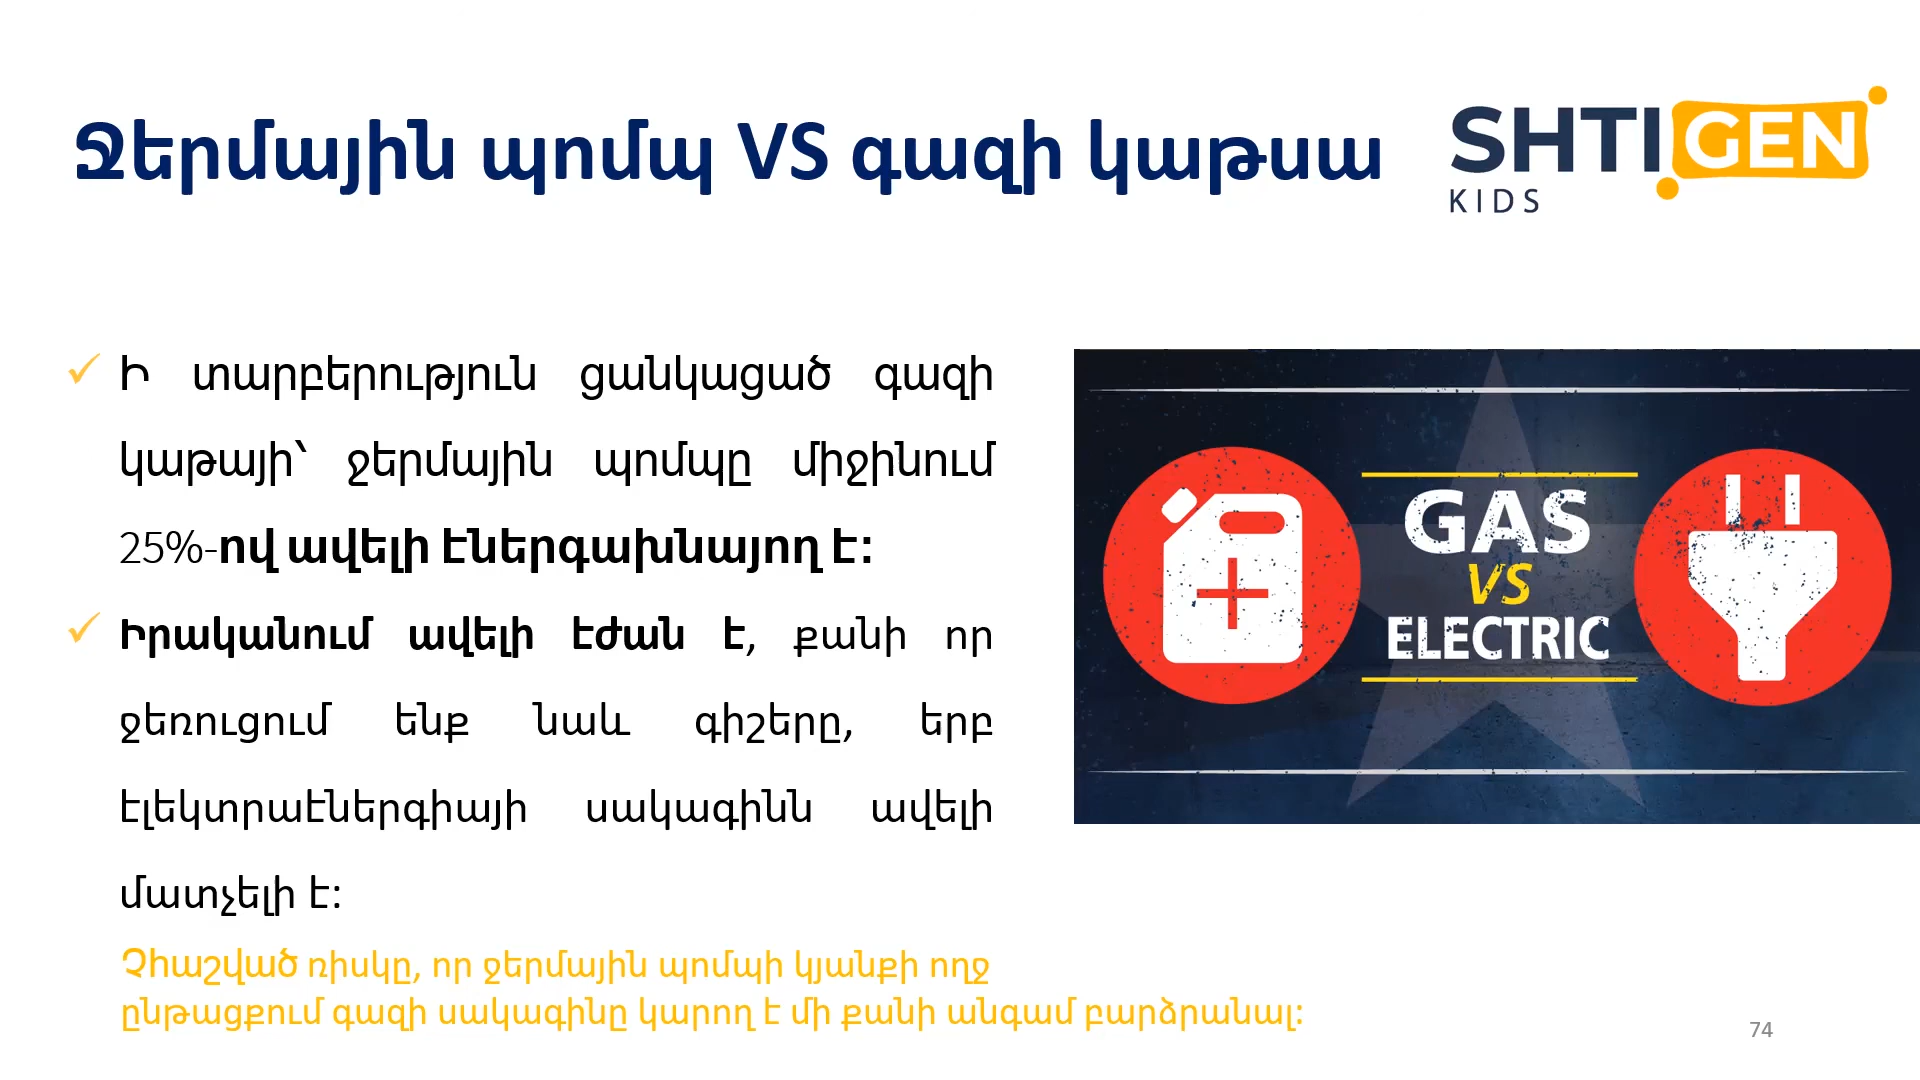 Ջերմային պոմպ VS գազի կաթսա
SHTIGEN
KIDS
Ի տարբերություն ցանկացած գազի
կաթայի՝ ջերմային պոմպը միջինում
25%-ով ավելի էներգախնայող է:
Իրականում ավելի էժան է, քանի որ
ջեռուցում ենք նաև գիշերը, երբ
էլեկտրաէներգիայի սակագինն ավելի
մատչելի է:
Չհաշված ռիսկը, որ ջերմային պոմպի կյանքի ողջ
ընթացքում գազի սակագինը կարող է մի քանի անգամ բարձրանալ:
GAS
VS
ELECTRIC
74